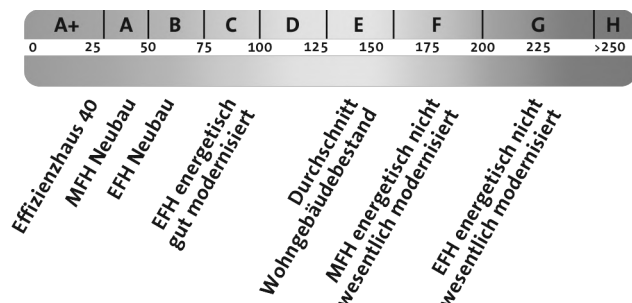 A+ A B C D E F G H
0 25 50 75 100 125 150 175 200 225 >250
Effizienzhaus 40
MFH Neubau
EFH Neubau
EFH energetisch
gut modernisiert
Durchschnitt
Wohngebäudebestand
MFH energetisch nicht
wesentlich modernisiert
EFH energetisch nicht
wesentlich modernisiert